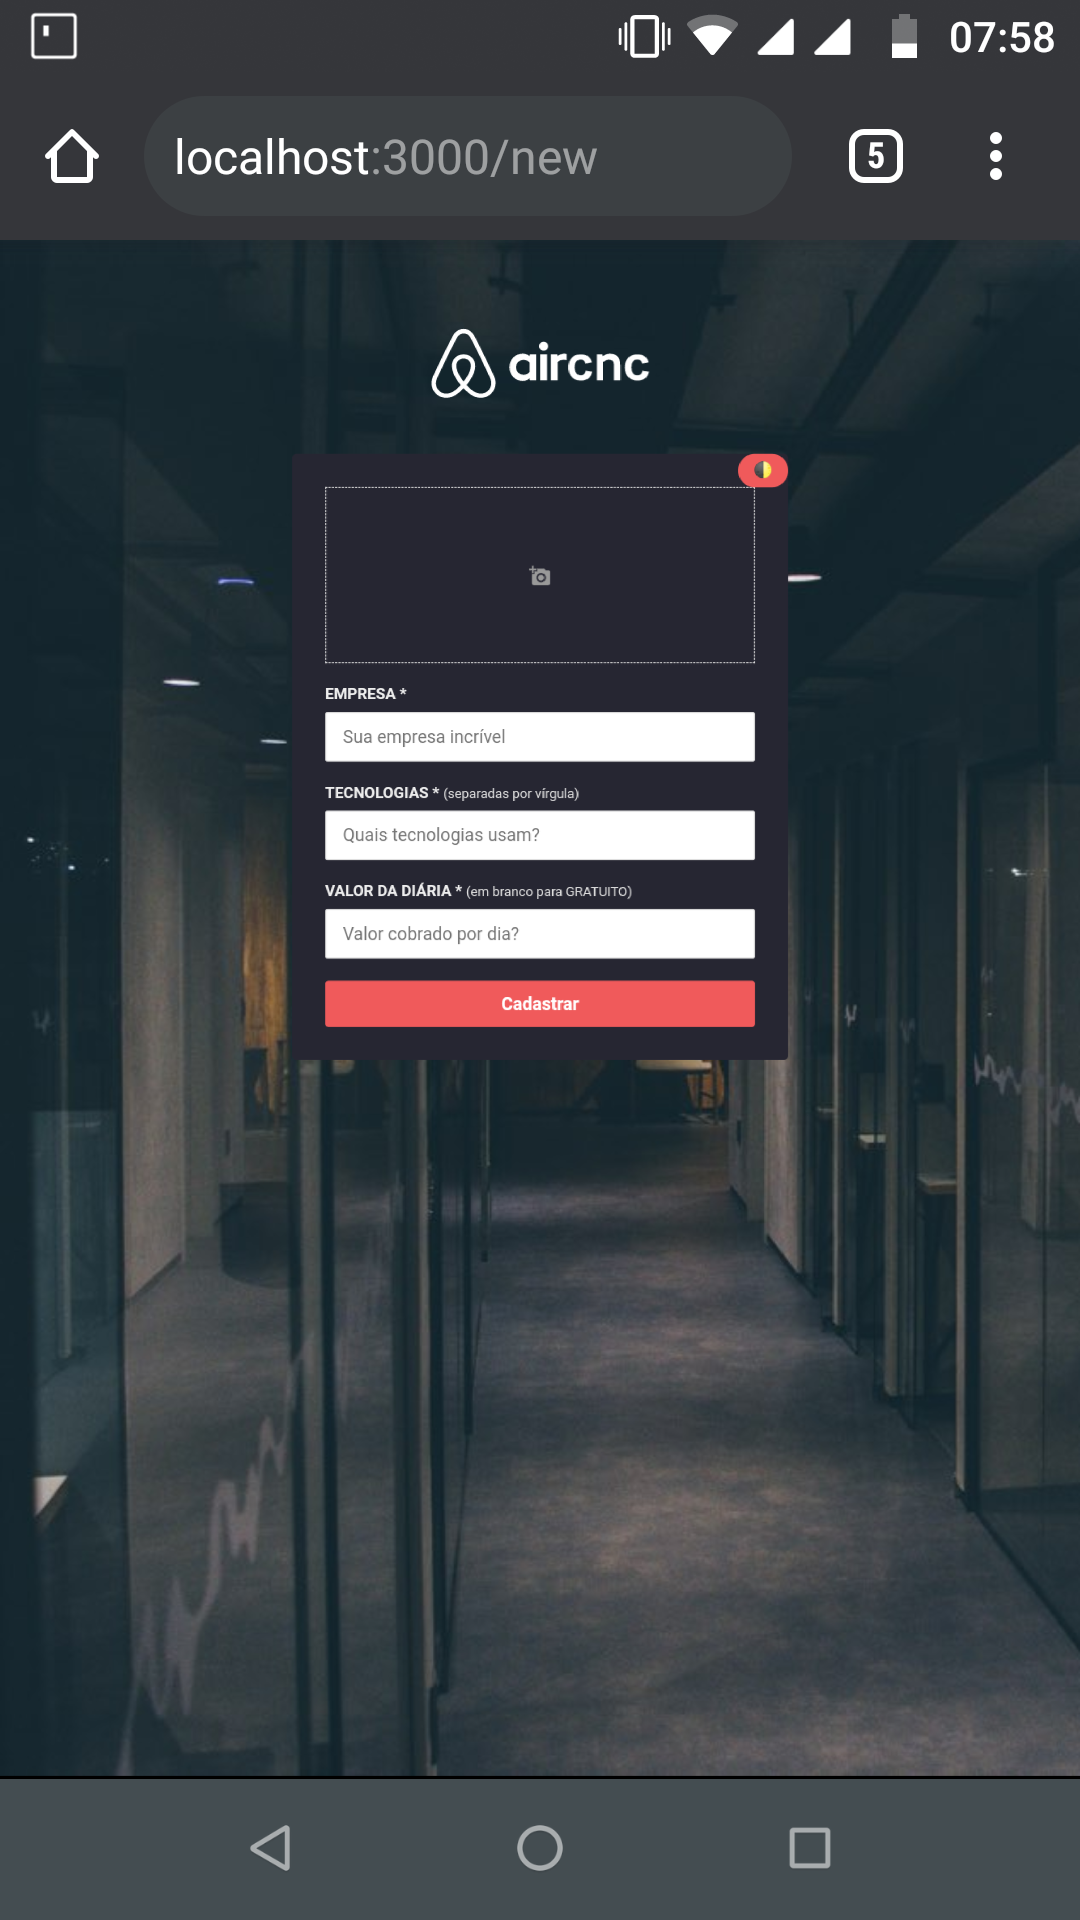 07:58
localhost:3000/new
5
aircnc
EMPRESA *
Sua empresa incrível
TECNOLOGIAS * (separadas por vírgula)
Quais tecnologias usam?
VALOR DA DIÁRIA * (em branco para GRATUITO)
Valor cobrado por dia?
Cadastrar